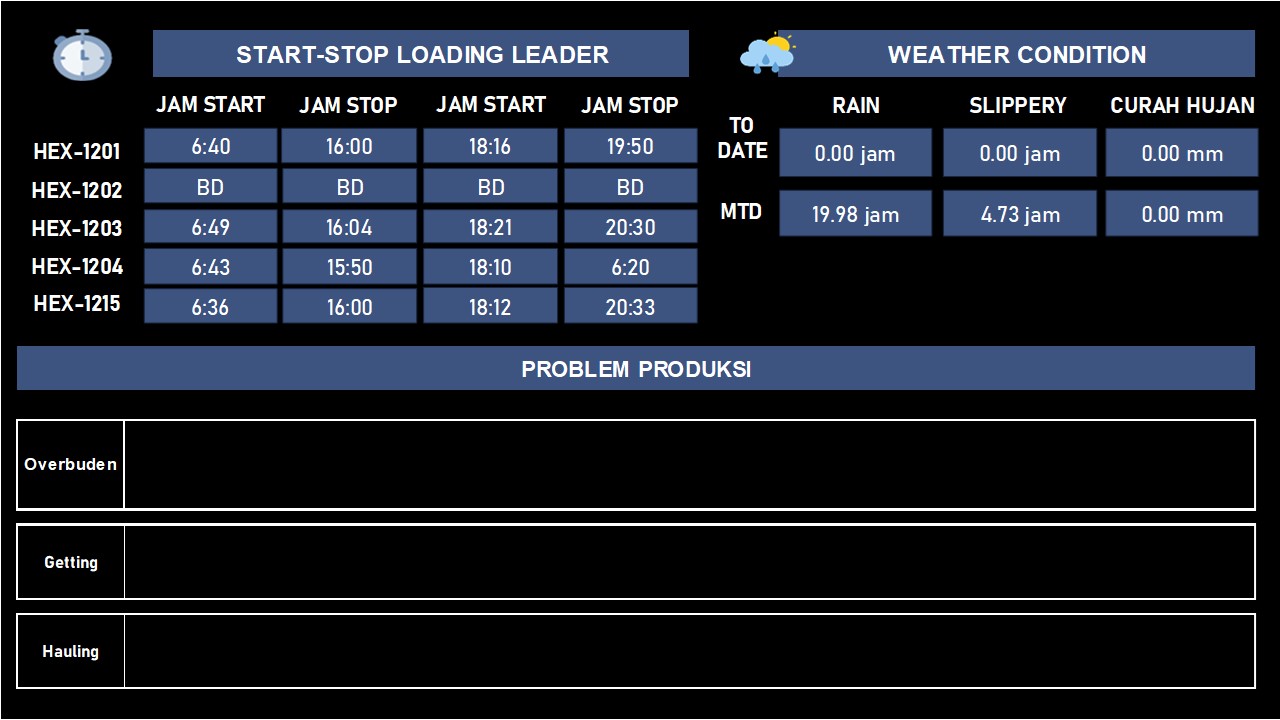 START-STOP LOADING LEADER
JAM START JAM STOP JAM START JAM STOP
HEX-1201 6:40 16:00 18:16 19:50
HEX-1202 BD BD BD BD
HEX-1203 6:49 16:04 18:21 20:30
HEX-1204 6:43 15:50 18:10 6:20
HEX-1215 6:36 16:00 18:12 20:33
WEATHER CONDITION
RAIN SLIPPERY CURAH HUJAN
TO
DATE 0.00 jam 0.00 jam 0.00 mm
MTD 19.98 jam 4.73 jam 0.00 mm
PROBLEM PRODUKSI
Overbuden
Getting
Hauling